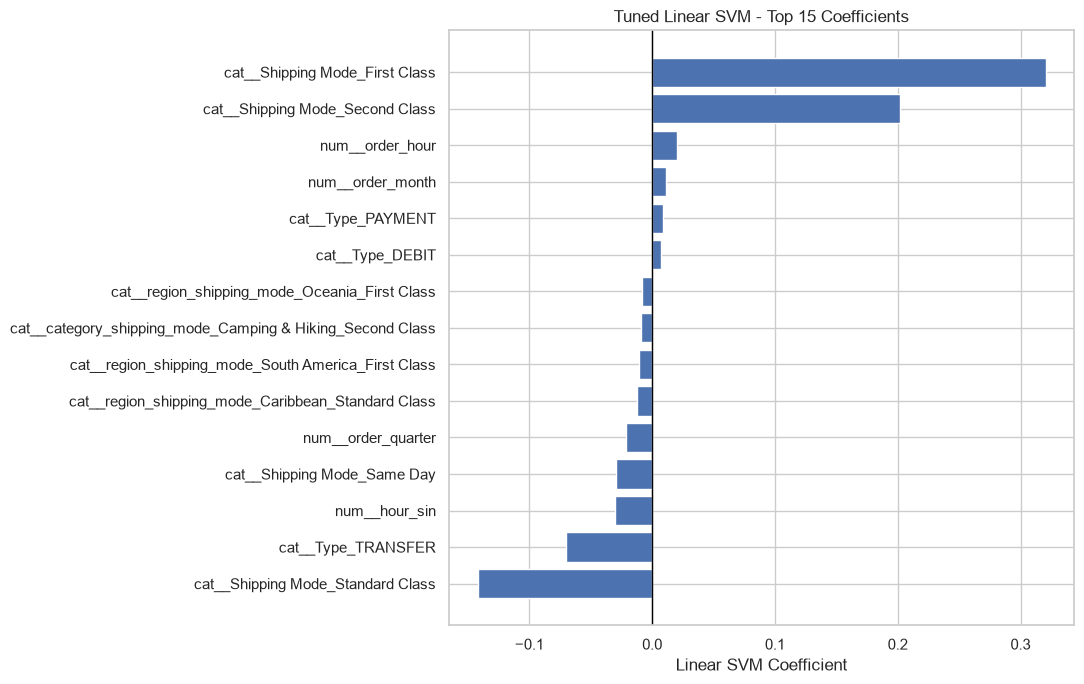 Tuned Linear SVM - Top 15 Coefficients
cat__Shipping Mode_First Class
cat__Shipping Mode_Second Class
num__order_hour
num__order_month
cat__Type_PAYMENT
cat__Type_DEBIT
cat__region_shipping_mode_Oceania_First Class
cat__category_shipping_mode_Camping & Hiking_Second Class
cat__region_shipping_mode_South America_First Class
cat__region_shipping_mode_Caribbean_Standard Class
num__order_quarter
cat__Shipping Mode_Same Day
num__hour_sin
cat__Type_TRANSFER
cat__Shipping Mode_Standard Class
−0.1 0.0 0.1 0.2 0.3
Linear SVM Coefficient